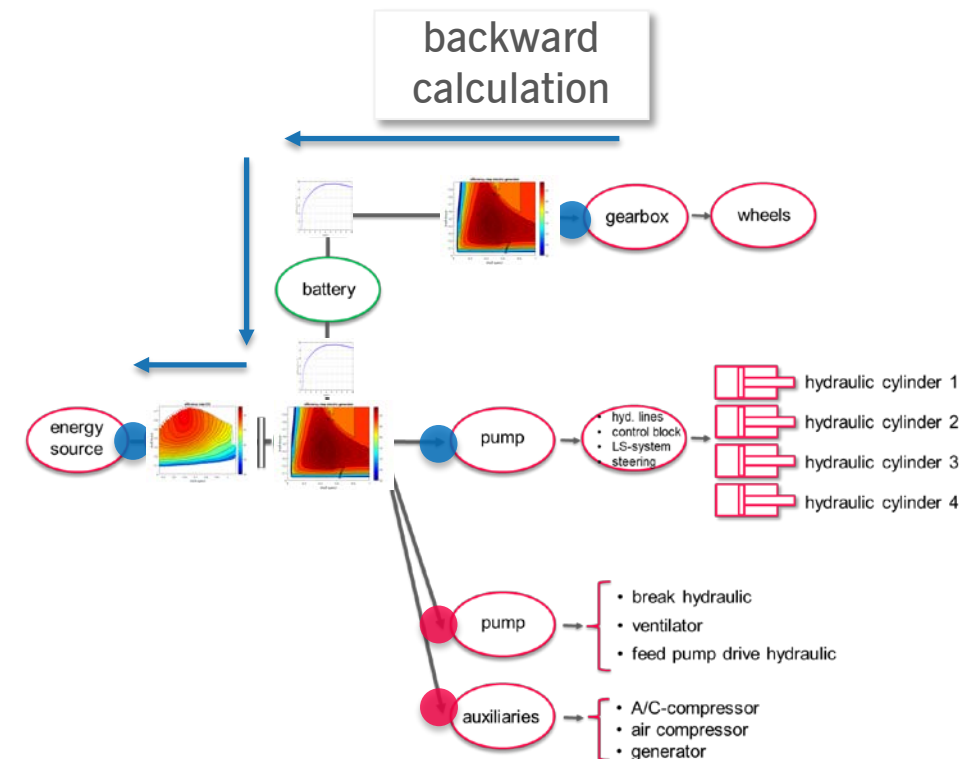 backward
calculation
gearbox
wheels
battery
energy
source
pump
• hyd. lines
• control block
LS-system
• steering
hydraulic cylinder 1
hydraulic cylinder 2
hydraulic cylinder 3
hydraulic cylinder 4
pump
• break hydraulic
• ventilator
• feed pump drive hydraulic
auxiliaries
• A/C-compressor
• air compressor
• generator